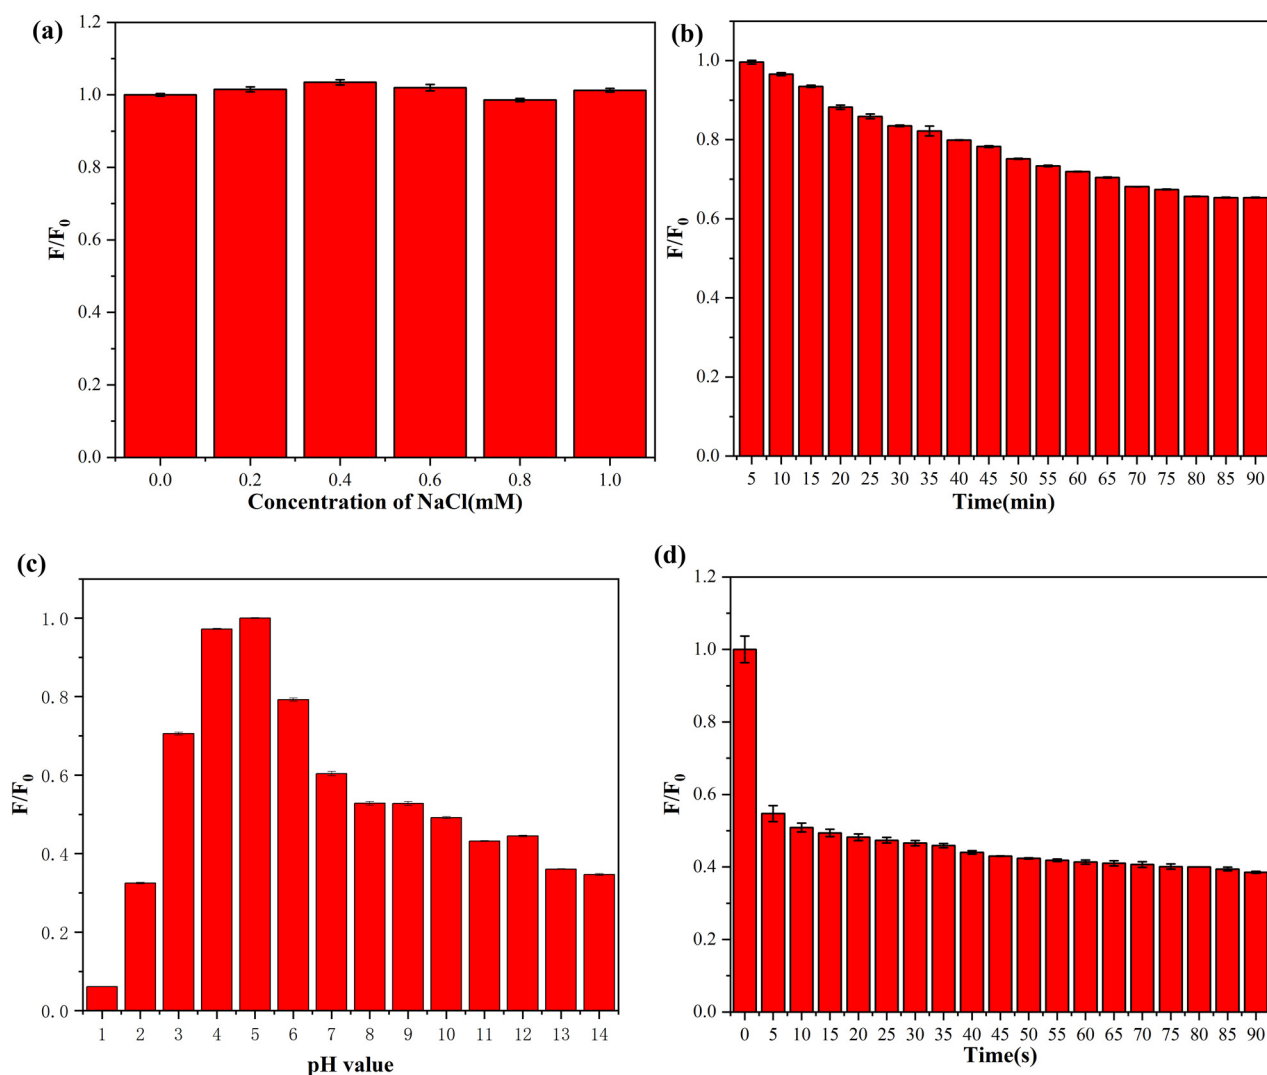 (a)
1.2
1.0
0.8
0.6
0.4
0.2
0.0
F/F0
0.0 0.2 0.4 0.6 0.8 1.0
Concentration of NaCl(mM)
(b)
1.0
0.8
0.6
0.4
0.2
0.0
F/F0
5 10 15 20 25 30 35 40 45 50 55 60 65 70 75 80 85 90
Time(min)
(c)
1.0
0.8
0.6
0.4
0.2
0.0
F/F0
1 2 3 4 5 6 7 8 9 10 11 12 13 14
pH value
(d)
1.2
1.0
0.8
0.6
0.4
0.2
0.0
F/F0
0 5 10 15 20 25 30 35 40 45 50 55 60 65 70 75 80 85 90
Time(s)